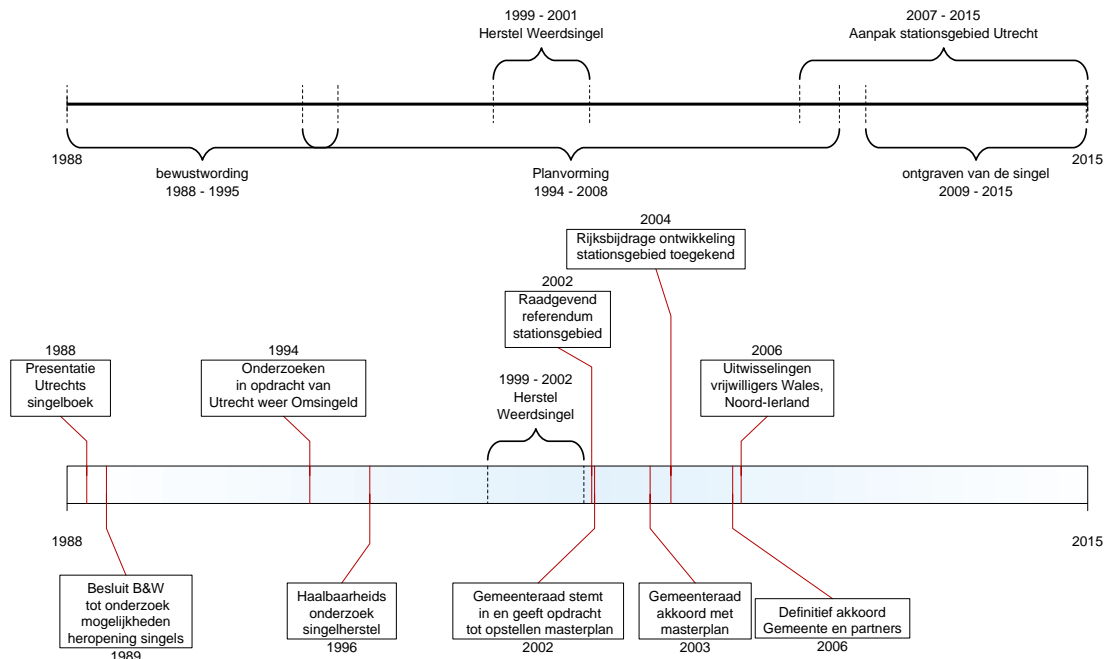 1999 - 2001
Herstel Weerdsingel
2007 - 2015
Aanpak stationsgebied Utrecht
1988
2015
bewustwording
1988 - 1995
Planvorming
1994 - 2008
ontgraven van de singel
2009 - 2015
2004
Rijksbijdrage ontwikkeling
stationsgebied toegekend
2002
Raadgevend
referendum
stationsgebied
1988
Presentatie
Utrechts
singelboek
1994
Onderzoeken
in opdracht van
Utrecht weer Omsingeld
1999 - 2002
Herstel
Weerdsingel
2006
Uitwisselingen
vrijwilligers Wales,
Noord-Ierland
1988
2015
Besluit B&W
tot onderzoek
mogelijkheden
heropening singels
1989
Haalbaarheids
onderzoek
singelherstel
1996
Gemeenteraad stemt
in en geeft opdracht
tot opstellen masterplan
2002
Gemeenteraad
akkoord met
masterplan
2003
Definitief akkoord
Gemeente en partners
2006